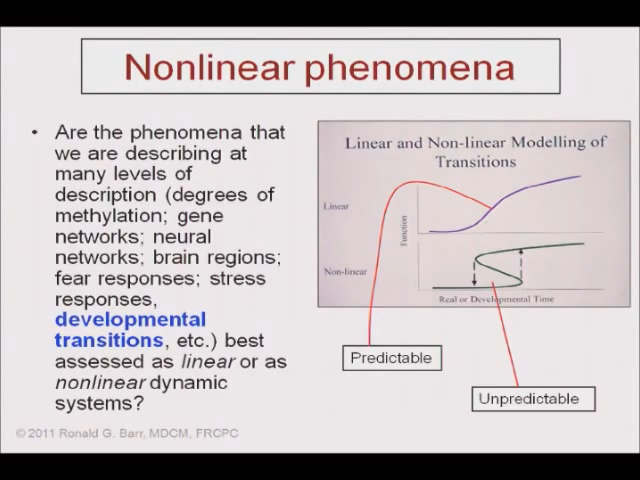 Nonlinear phenomena
• Are the phenomena that
we are describing at
many levels of
description (degrees of
methylation; gene
networks; neural
networks; brain regions;
fear responses; stress
responses,
developmental
transitions, etc.) best
assessed as linear or as
nonlinear dynamic
systems?
Linear and Non-linear Modelling of
Transitions
Linear
Function
Non-linear
Real or Developmental Time
Predictable
Unpredictable
© 2011 Ronald G. Barr, MDCM, FRCPC